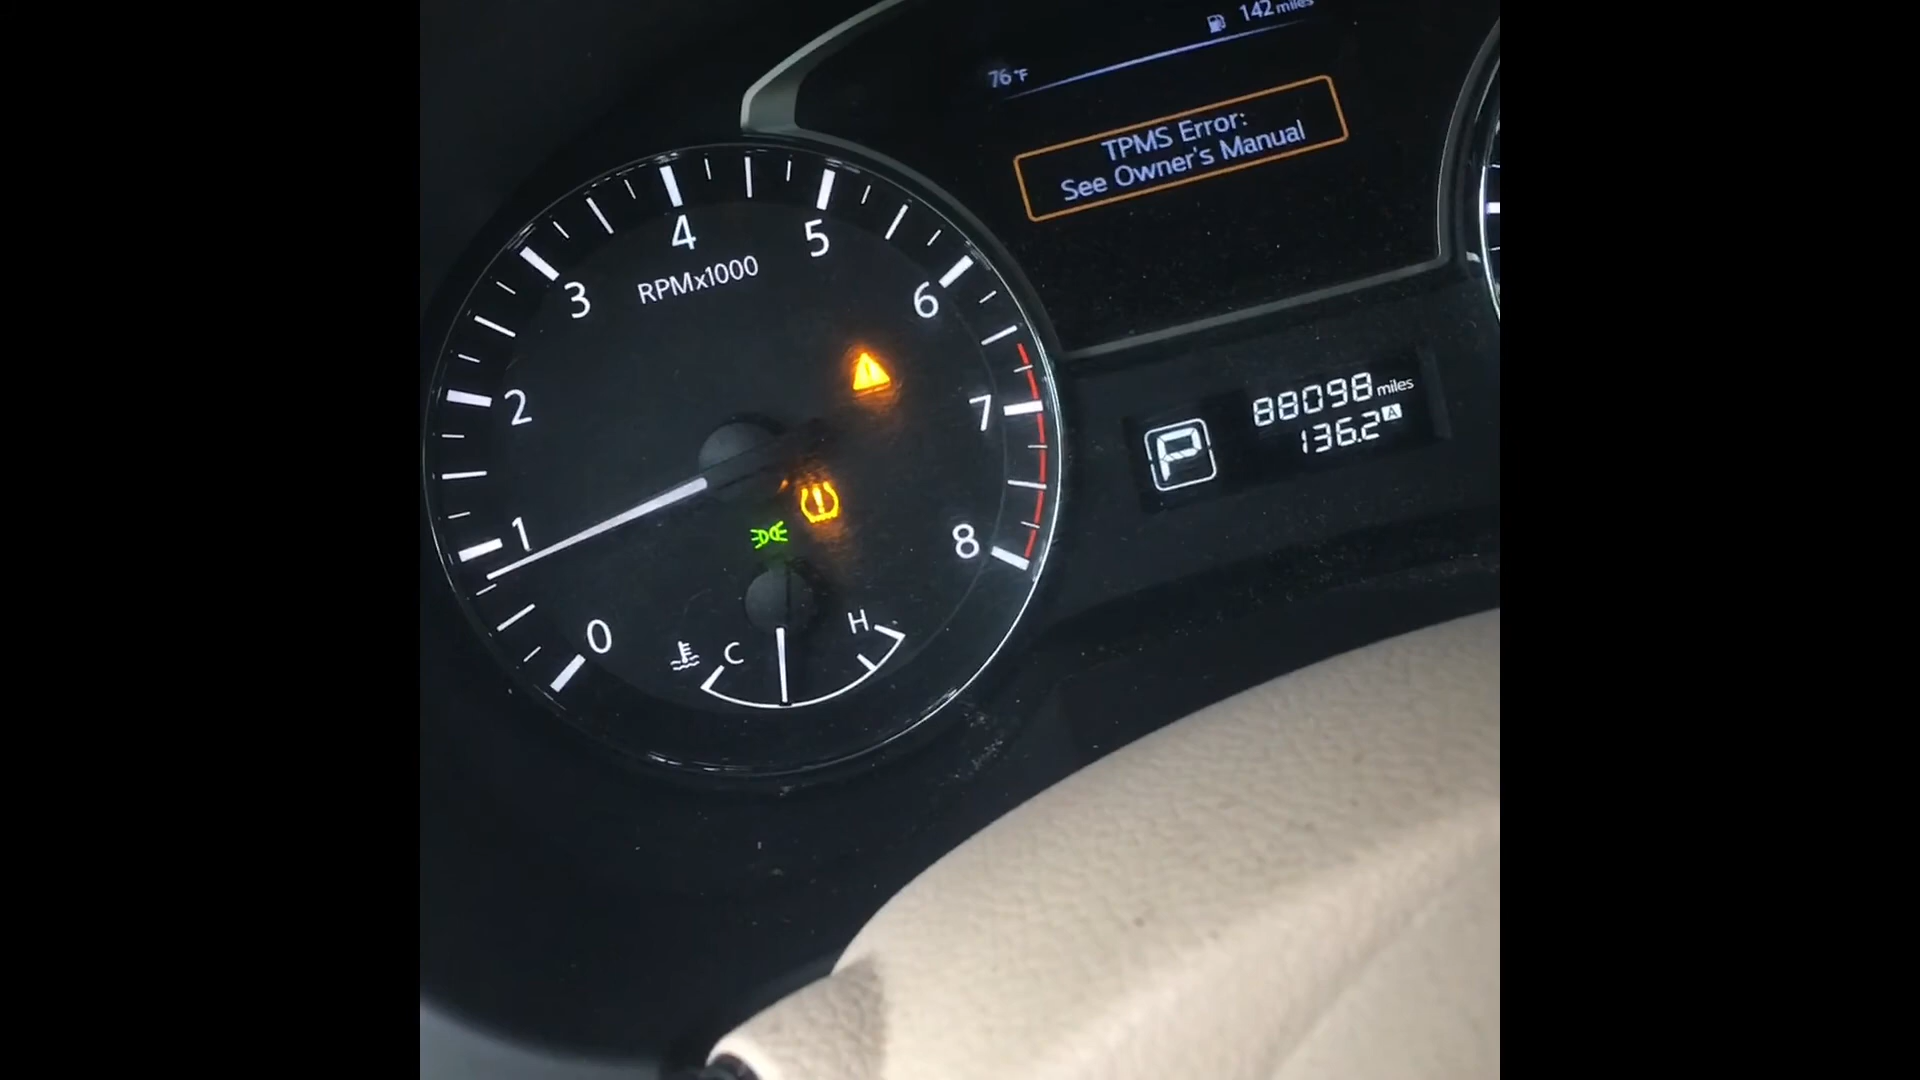 142 miles
76°F
TPMS Error:
See Owner's Manual
4
5
RPMx1000
3
6
2
7
88098 miles
136.2 A
P
1
8
0
C
H